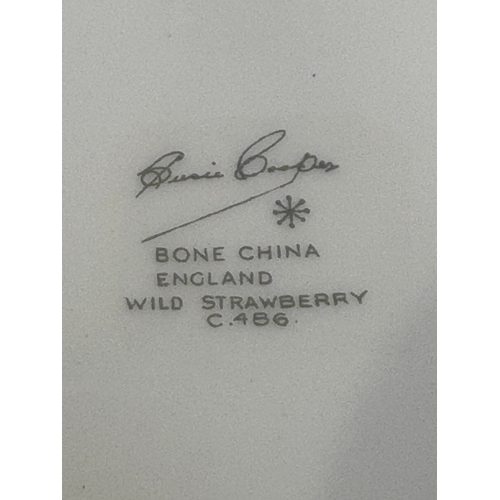 Susie Cooper
BONE CHINA
ENGLAND
WILD STRAWBERRY
C.486.